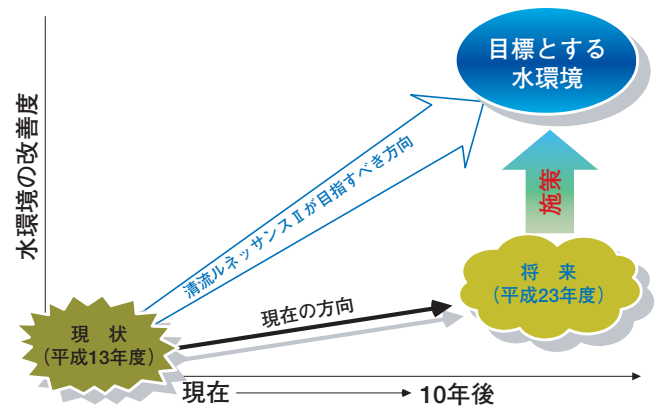 目標とする
水環境
水環境の改善度
清流ルネッサンスⅡが目指すべき方向
施策
将　来
（平成23年度）
現在の方向
現　状
（平成13年度）
現在
10年後